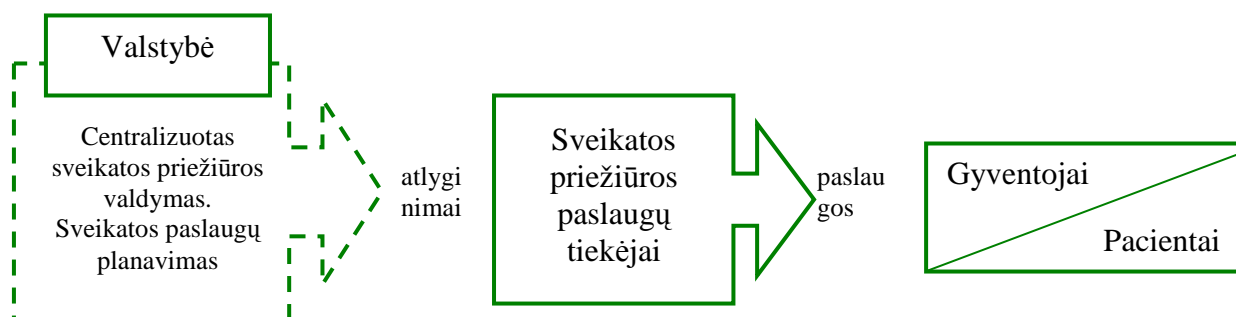 Valstybė
Centralizuotas
sveikatos priežiūros
valdymas.
Sveikatos paslaugų
planavimas
atlygi
nimai
Sveikatos
priežiūros
paslaugų
tiekėjai
paslau
gos
Gyventojai
Pacientai